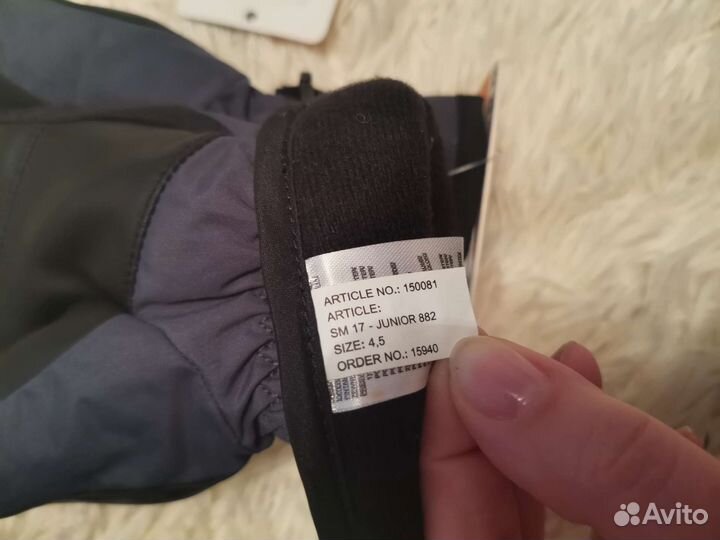 ARTICLE NO.: 150081
ARTICLE:
SM 17 - JUNIOR 882
SIZE: 4,5
ORDER NO.: 15940
Avito